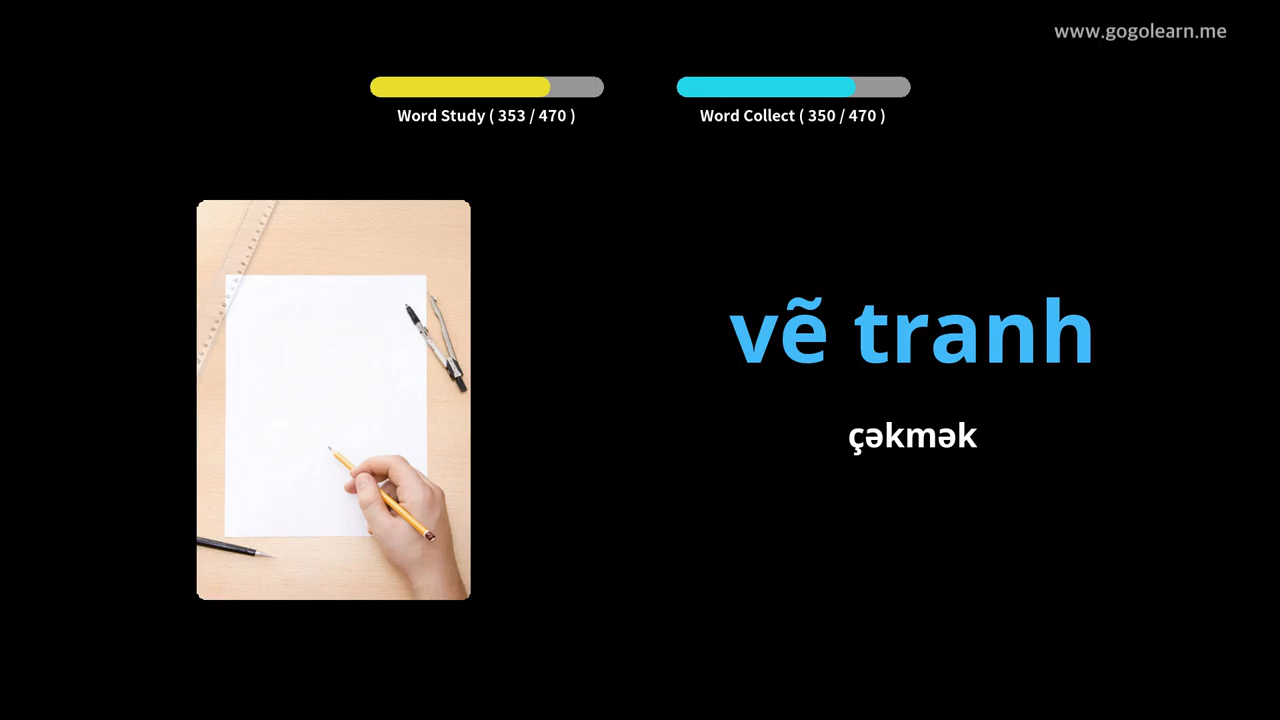 www.gogolearn.me
Word Study ( 353 / 470 )
Word Collect ( 350 / 470 )
vẽ tranh
çəkmək